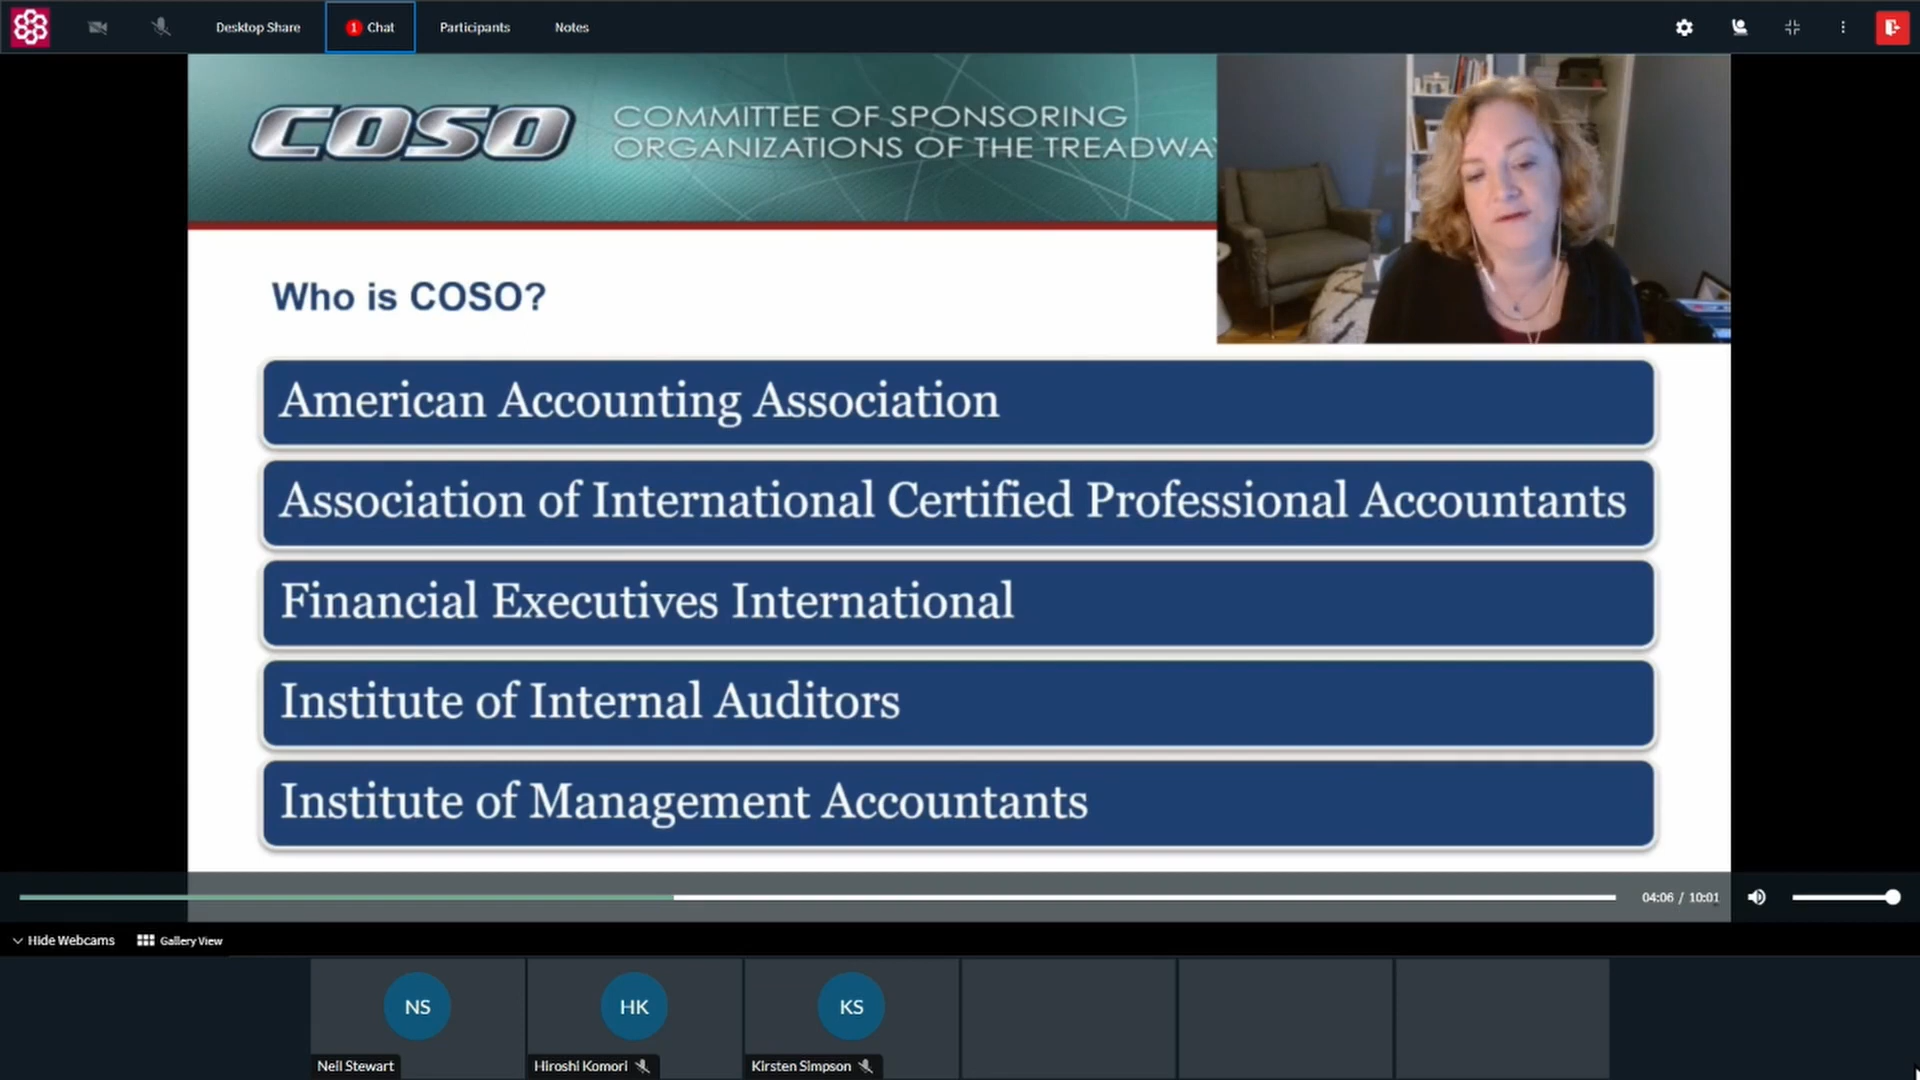 Desktop Share
1 Chat
Participants
Notes
COSO
COMMITTEE OF SPONSORING
ORGANIZATIONS OF THE TREADWAY
Who is COSO?
American Accounting Association
Association of International Certified Professional Accountants
Financial Executives International
Institute of Internal Auditors
Institute of Management Accountants
04:06 / 10:01
Hide Webcams
Gallery View
NS
HK
KS
Neil Stewart
Hiroshi Komori
Kirsten Simpson